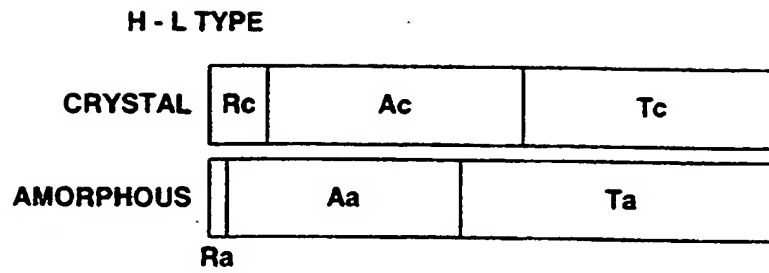 H - L TYPE
CRYSTAL Rc Ac Tc
AMORPHOUS Aa Ta
Ra